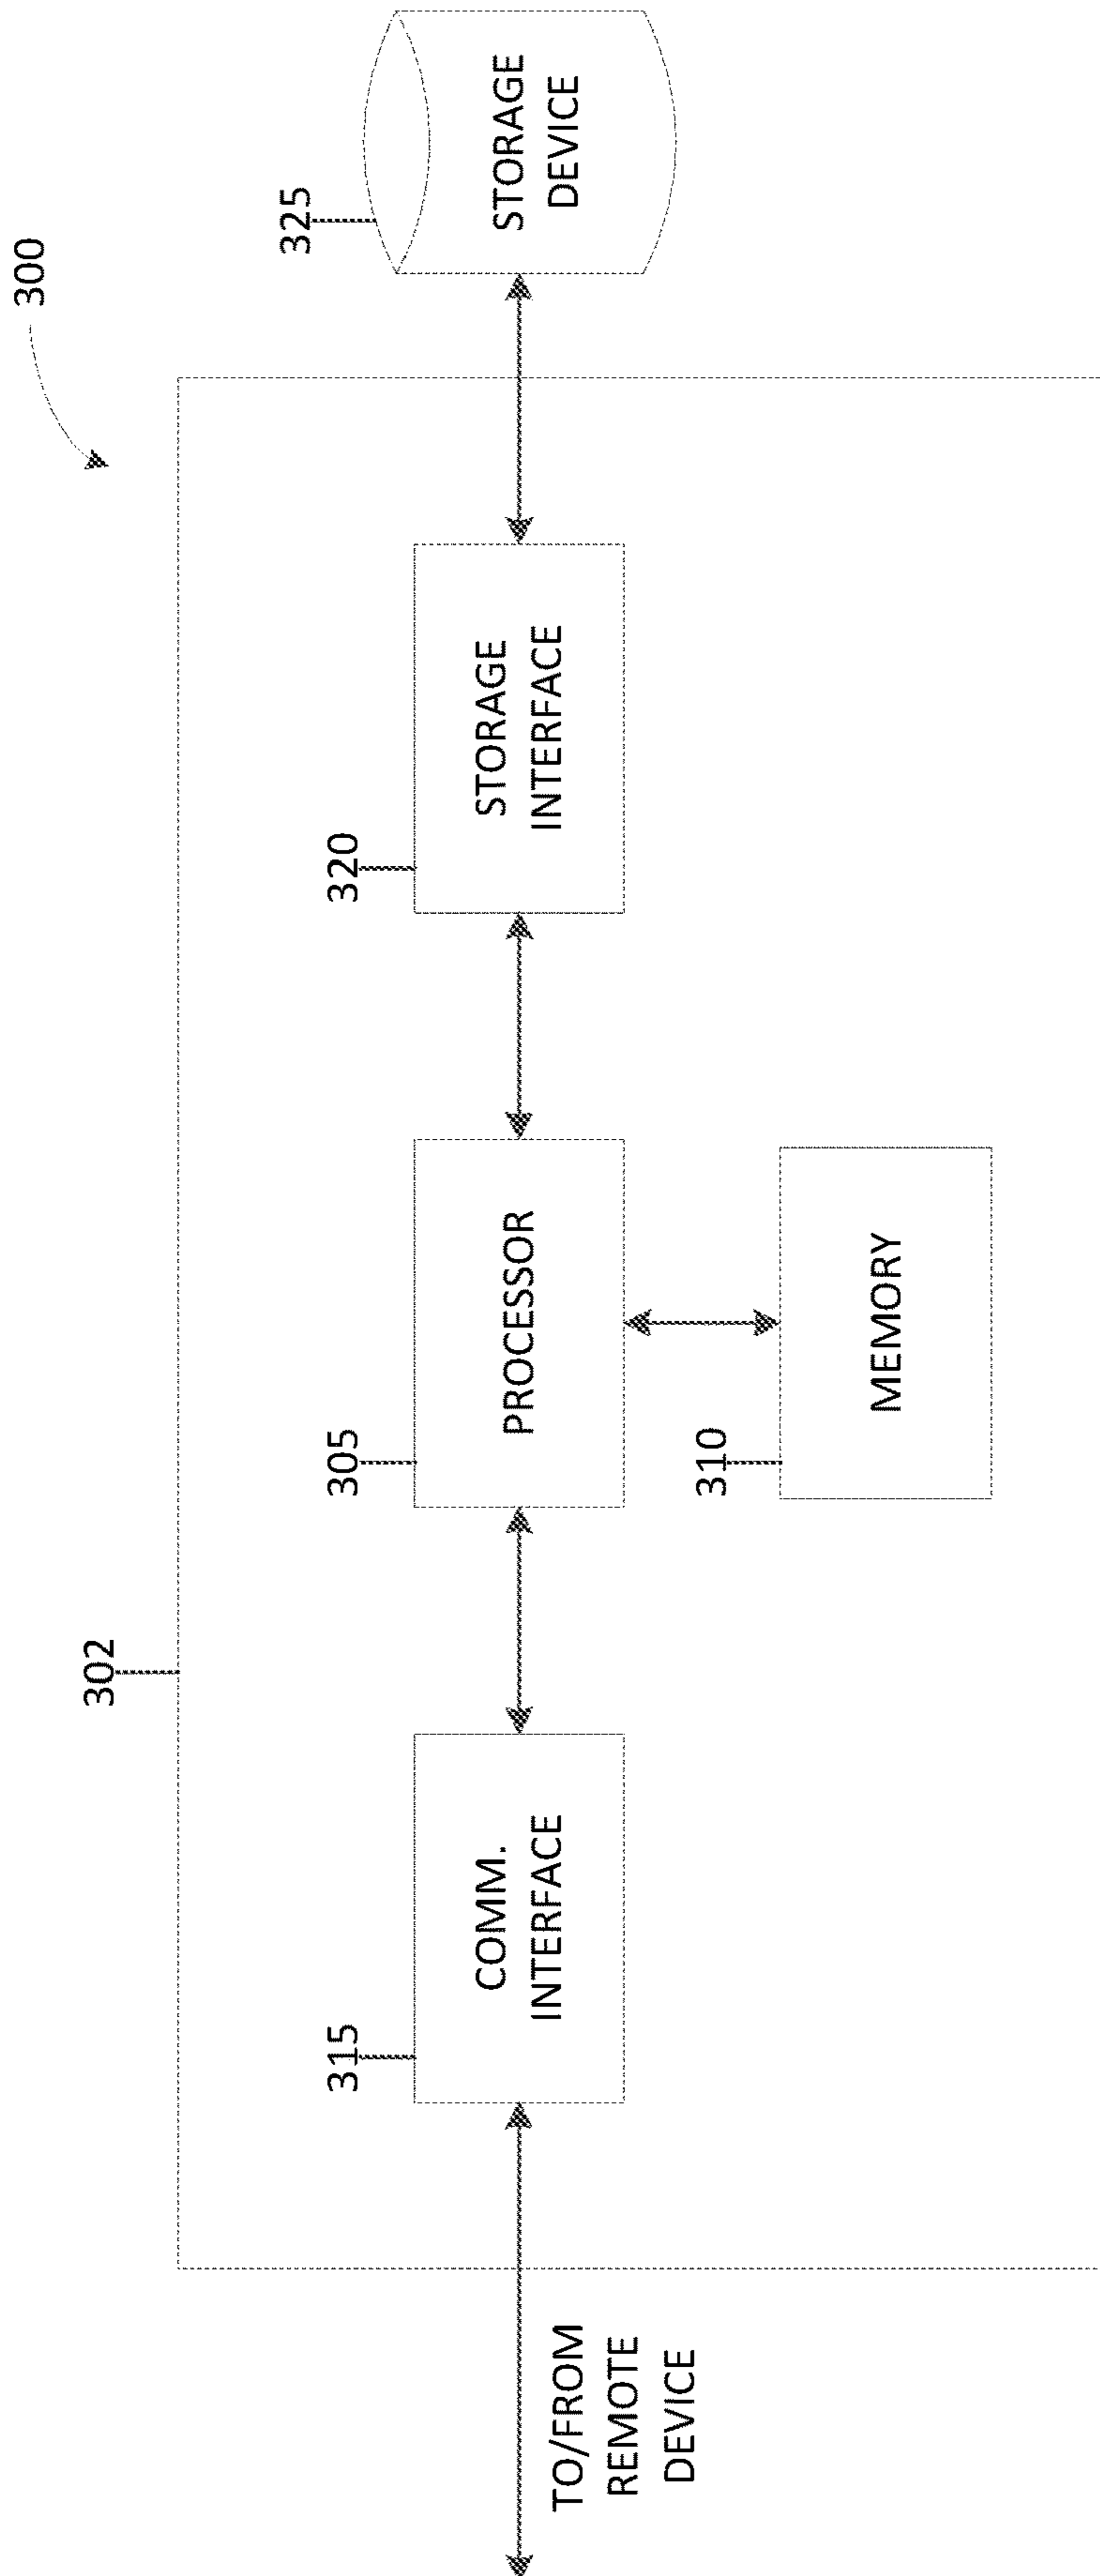 300
302
325
STORAGE
DEVICE
315
COMM.
INTERFACE
305
PROCESSOR
320
STORAGE
INTERFACE
310
MEMORY
TO/FROM
REMOTE
DEVICE